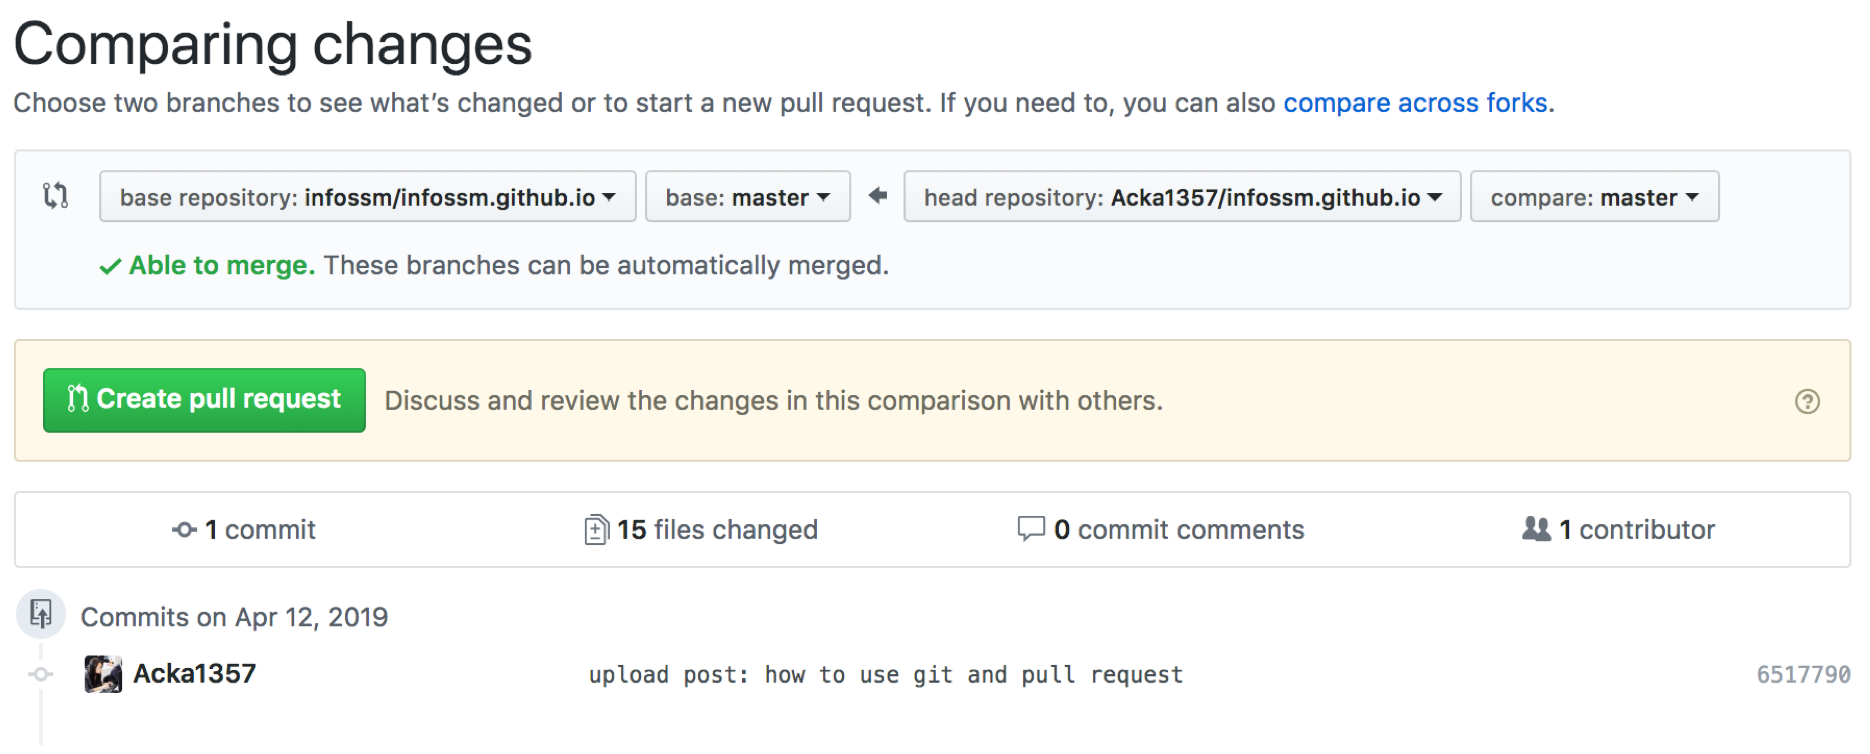 Comparing changes
Choose two branches to see what's changed or to start a new pull request. If you need to, you can also compare across forks.
base repository: infossm/infossm.github.io base: master head repository: Acka1357/infossm.github.io compare: master
Able to merge. These branches can be automatically merged.
Create pull request Discuss and review the changes in this comparison with others.
1 commit 15 files changed 0 commit comments 1 contributor
Commits on Apr 12, 2019
Acka1357 upload post: how to use git and pull request 6517790